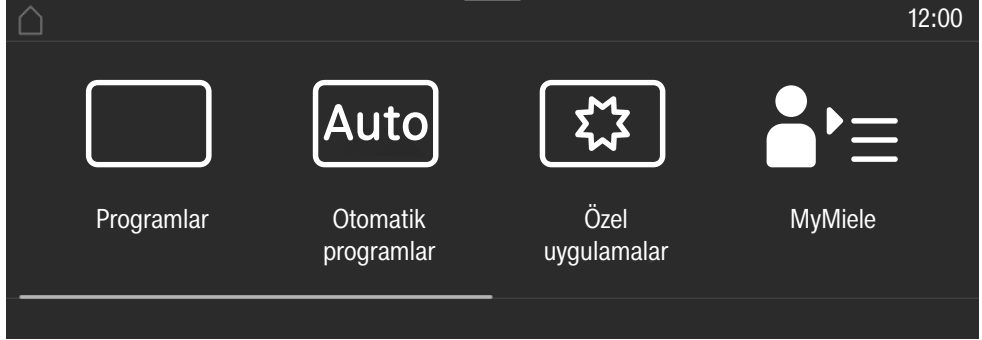 12:00
Auto
Programlar
Otomatik
programlar
Özel
uygulamalar
MyMiele